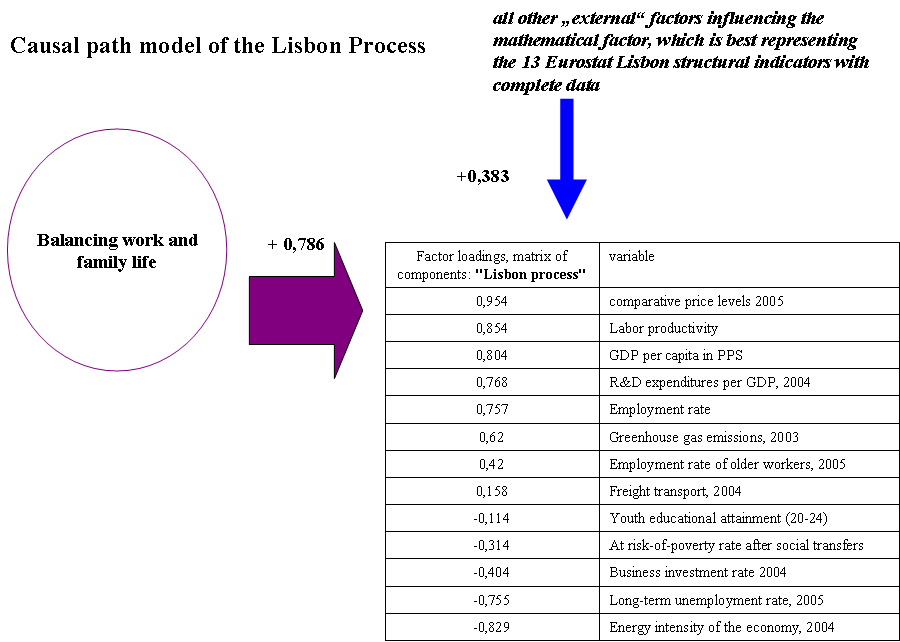 Causal path model of the Lisbon Process
all other „external“ factors influencing the
mathematical factor, which is best representing
the 13 Eurostat Lisbon structural indicators with
complete data
+0,383
Balancing work and
family life
+ 0,786
Factor loadings, matrix of
components: "Lisbon process"
variable
0,954 comparative price levels 2005
0,854 Labor productivity
0,804 GDP per capita in PPS
0,768 R&D expenditures per GDP, 2004
0,757 Employment rate
0,62 Greenhouse gas emissions, 2003
0,42 Employment rate of older workers, 2005
0,158 Freight transport, 2004
-0,114 Youth educational attainment (20-24)
-0,314 At risk-of-poverty rate after social transfers
-0,404 Business investment rate 2004
-0,755 Long-term unemployment rate, 2005
-0,829 Energy intensity of the economy, 2004